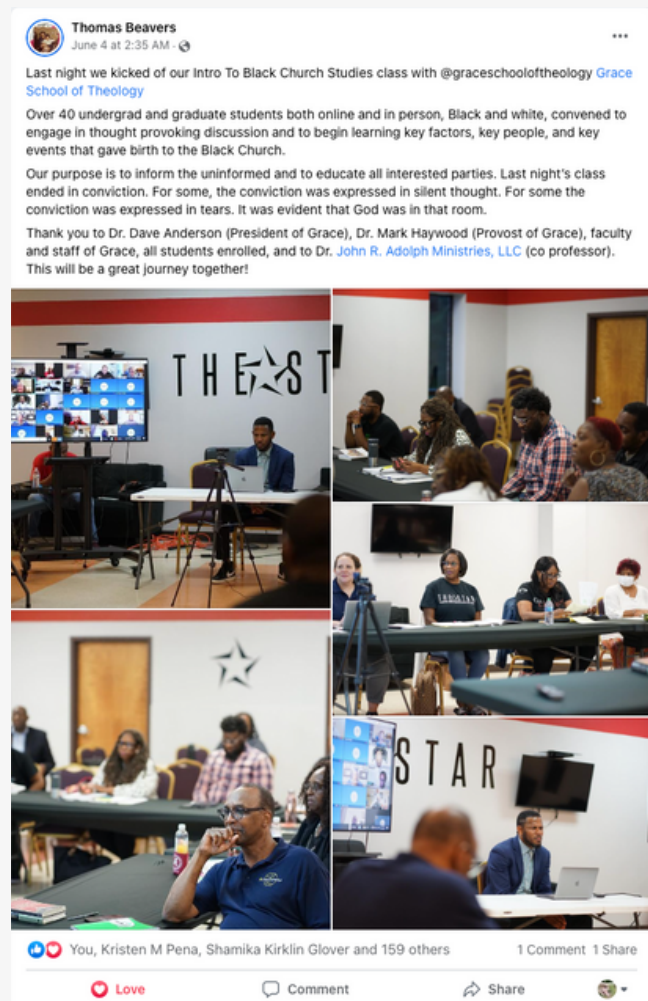 Thomas Beavers
June 4 at 2:35 AM ·
Last night we kicked of our Intro To Black Church Studies class with @graceschooloftheology Grace
School of Theology
Over 40 undergrad and graduate students both online and in person, Black and white, convened to
engage in thought provoking discussion and to begin learning key factors, key people, and key
events that gave birth to the Black Church.
Our purpose is to inform the uninformed and to educate all interested parties. Last night's class
ended in conviction. For some, the conviction was expressed in silent thought. For some the
conviction was expressed in tears. It was evident that God was in that room.
Thank you to Dr. Dave Anderson (President of Grace), Dr. Mark Haywood (Provost of Grace), faculty
and staff of Grace, all students enrolled, and to Dr. John R. Adolph Ministries, LLC (co professor).
This will be a great journey together!
THE ST
STAR
You, Kristen M Pena, Shamika Kirklin Glover and 159 others
1 Comment 1 Share
Love
Comment
Share